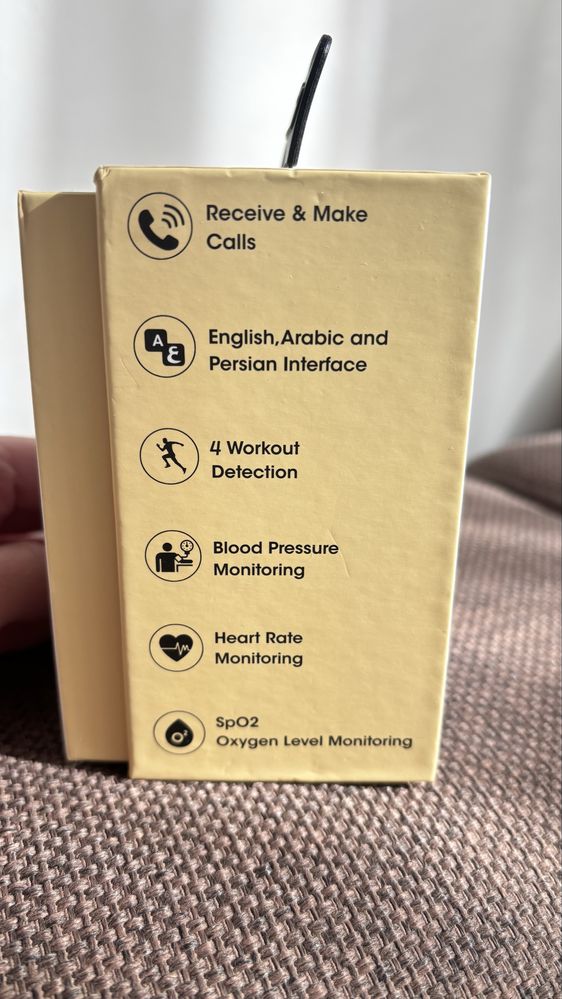 Receive & Make
Calls
A
ع
English,Arabic and
Persian Interface
4 Workout
Detection
Blood Pressure
Monitoring
Heart Rate
Monitoring
O²
SpO2
Oxygen Level Monitoring